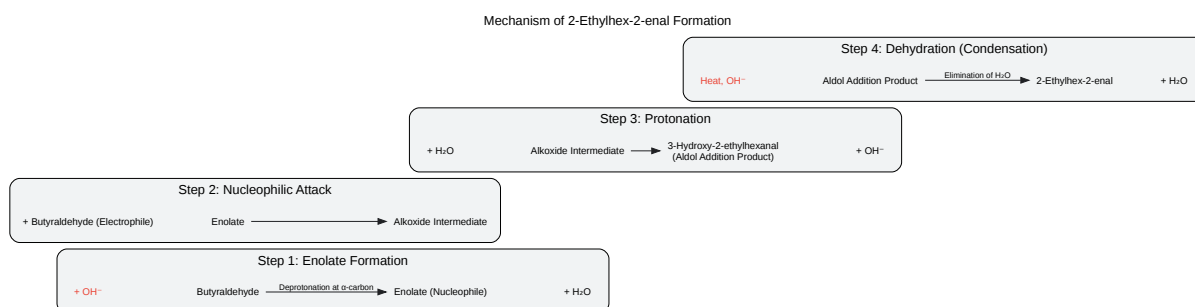 Mechanism of 2-Ethylhex-2-enal Formation
Step 4: Dehydration (Condensation)
Heat, OH⁻ Aldol Addition Product Elimination of H₂O 2-Ethylhex-2-enal + H₂O
Step 3: Protonation
+ H₂O Alkoxide Intermediate 3-Hydroxy-2-ethylhexanal + OH⁻
(Aldol Addition Product)
Step 2: Nucleophilic Attack
+ Butyraldehyde (Electrophile) Enolate Alkoxide Intermediate
Step 1: Enolate Formation
+ OH⁻ Butyraldehyde Deprotonation at α-carbon Enolate (Nucleophile) + H₂O